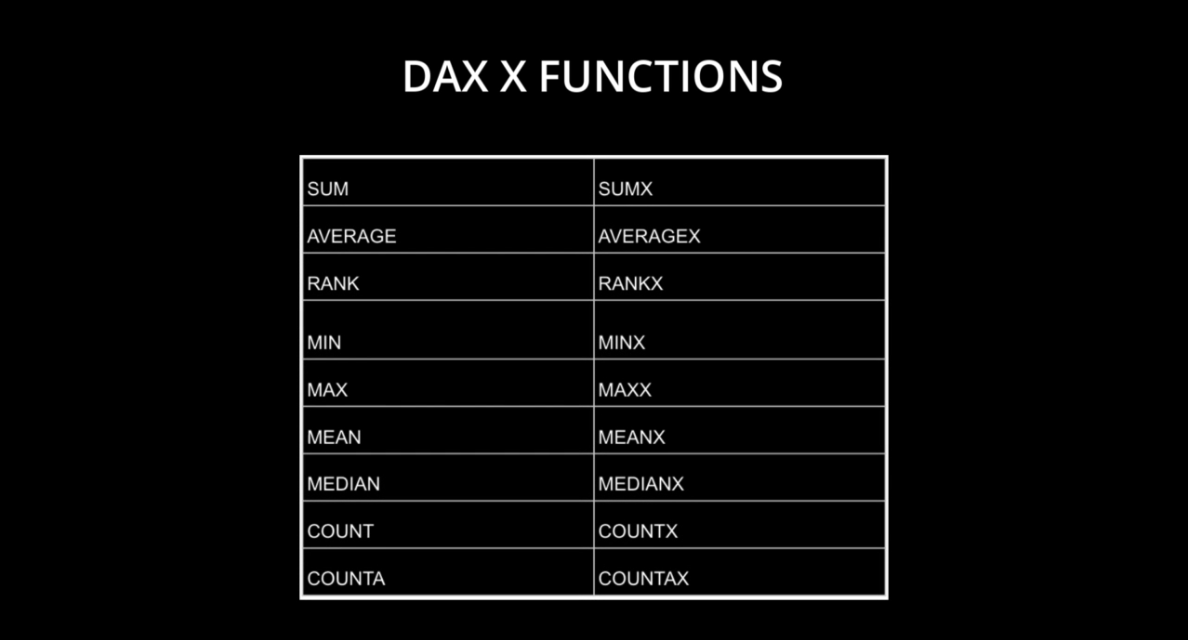 DAX X FUNCTIONS
SUM SUMX
AVERAGE AVERAGEX
RANK RANKX
MIN MINX
MAX MAXX
MEAN MEANX
MEDIAN MEDIANX
COUNT COUNTX
COUNTA COUNTAX